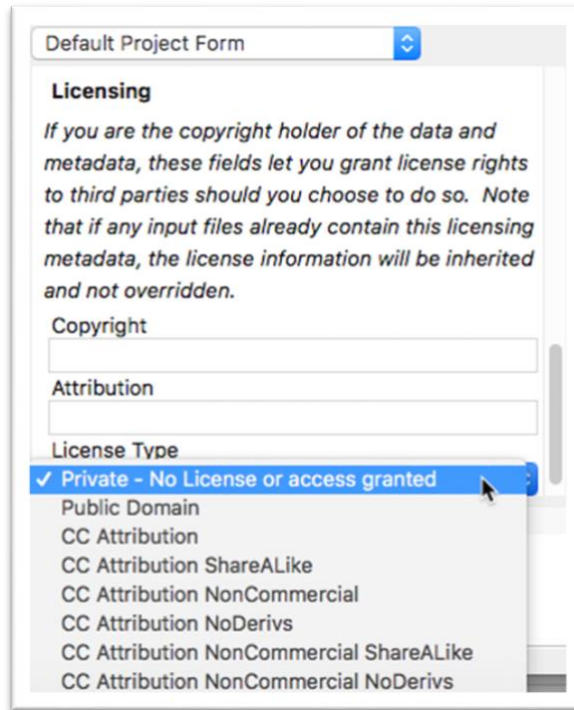 Default Project Form
Licensing
If you are the copyright holder of the data and
metadata, these fields let you grant license rights
to third parties should you choose to do so.  Note
that if any input files already contain this licensing
metadata, the license information will be inherited
and not overridden.
Copyright
Attribution
License Type
✓ Private - No License or access granted
Public Domain
CC Attribution
CC Attribution ShareALike
CC Attribution NonCommercial
CC Attribution NoDerivs
CC Attribution NonCommercial ShareALike
CC Attribution NonCommercial NoDerivs